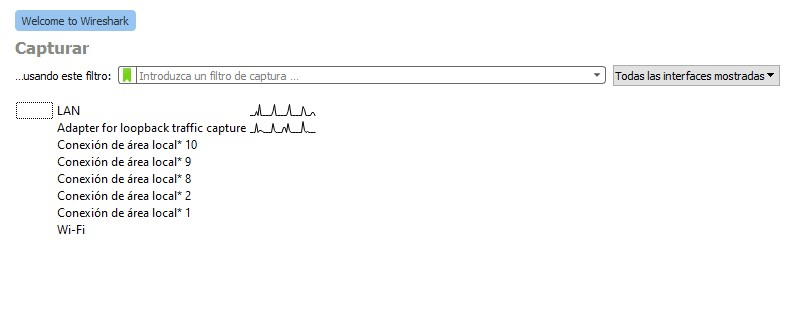 Welcome to Wireshark
Capturar
...usando este filtro: Introduzca un filtro de captura ... Todas las interfaces mostradas
LAN
Adapter for loopback traffic capture
Conexión de área local* 10
Conexión de área local* 9
Conexión de área local* 8
Conexión de área local* 2
Conexión de área local* 1
Wi-Fi